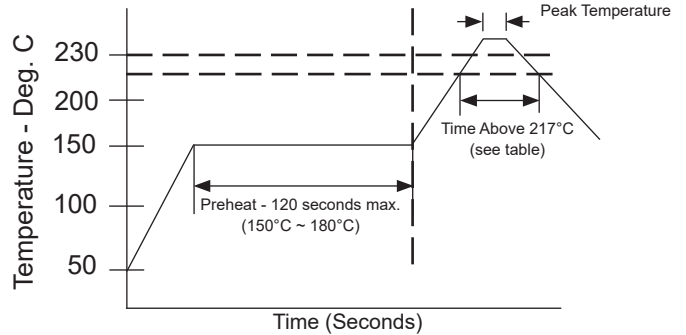 Peak Temperature
Temperature - Deg. C
230
200
150
100
50
Time Above 217°C
(see table)
Preheat - 120 seconds max.
(150°C ~ 180°C)
Time (Seconds)